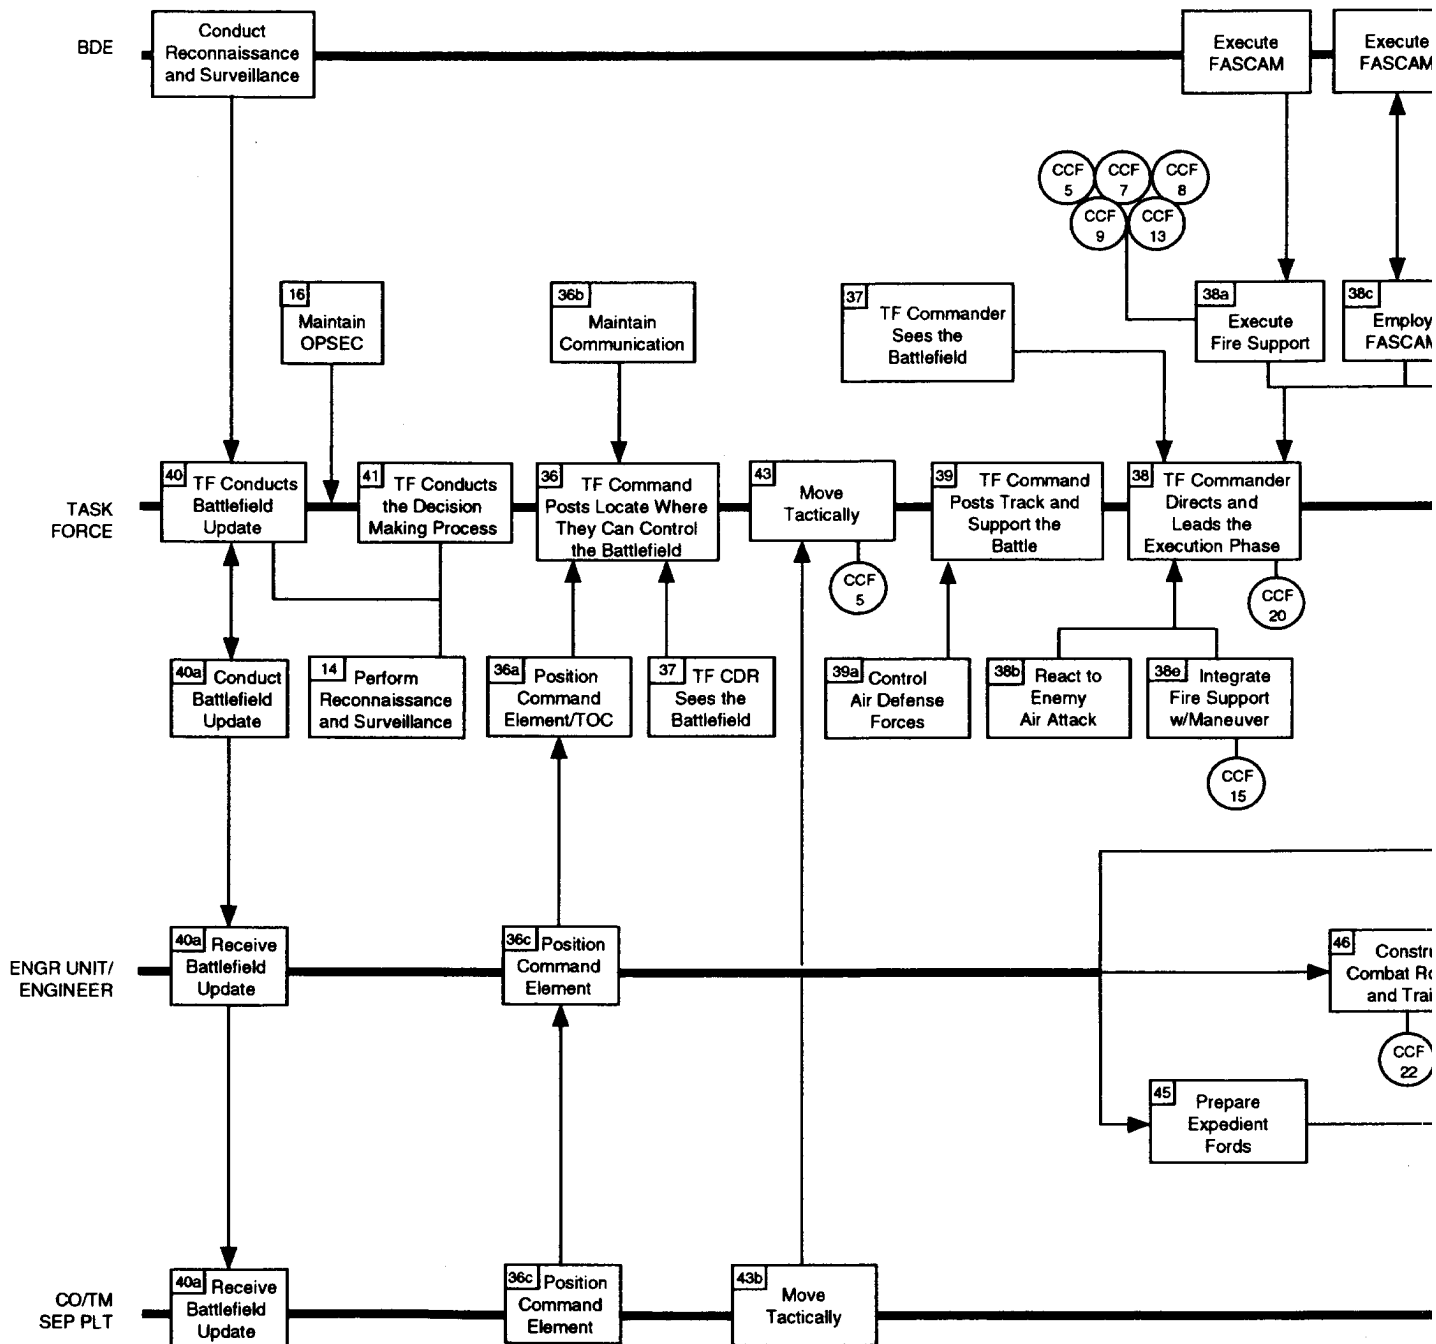 BDE
Conduct
Reconnaissance
and Surveillance
Execute
FASCAM
Execute
FASCAM
CCF
5
CCF
7
CCF
8
CCF
9
CCF
13
16
Maintain
OPSEC
36b
Maintain
Communication
37
TF Commander
Sees the
Battlefield
38a
Execute
Fire Support
38c
Employ
FASCAM
TASK
FORCE
40
TF Conducts
Battlefield
Update
41
TF Conducts
the Decision
Making Process
36
TF Command
Posts Locate Where
They Can Control
the Battlefield
43
Move
Tactically
39
TF Command
Posts Track and
Support the
Battle
38
TF Commander
Directs and
Leads the
Execution Phase
CCF
5
CCF
20
40a
Conduct
Battlefield
Update
14
Perform
Reconnaissance
and Surveillance
36a
Position
Command
Element/TOC
37
TF CDR
Sees the
Battlefield
39a
Control
Air Defense
Forces
38b
React to
Enemy
Air Attack
38e
Integrate
Fire Support
w/Maneuver
CCF
15
ENGR UNIT/
ENGINEER
40a
Receive
Battlefield
Update
36c
Position
Command
Element
46
Constru
Combat Ro
and Trai
CCF
22
45
Prepare
Expedient
Fords
CO/TM
SEP PLT
40a
Receive
Battlefield
Update
36c
Position
Command
Element
43b
Move
Tactically